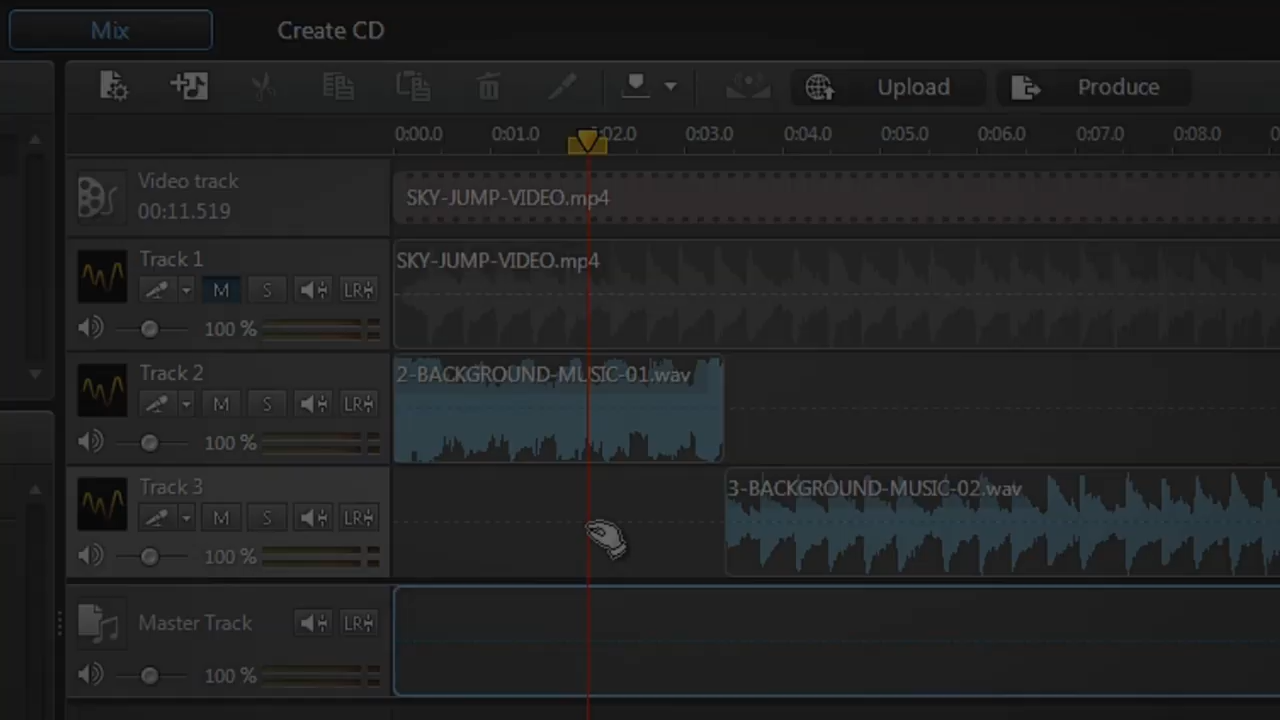 Mix Create CD
Upload Produce
0:00.0 0:01.0 :02.0 0:03.0 0:04.0 0:05.0 0:06.0 0:07.0 0:08.0
Video track
00:11.519
SKY-JUMP-VIDEO.mp4
Track 1
M S LR
100 %
SKY-JUMP-VIDEO.mp4
Track 2
M S LR
100 %
2-BACKGROUND-MUSIC-01.wav
Track 3
M S LR
100 %
3-BACKGROUND-MUSIC-02.wav
Master Track
LR
100 %